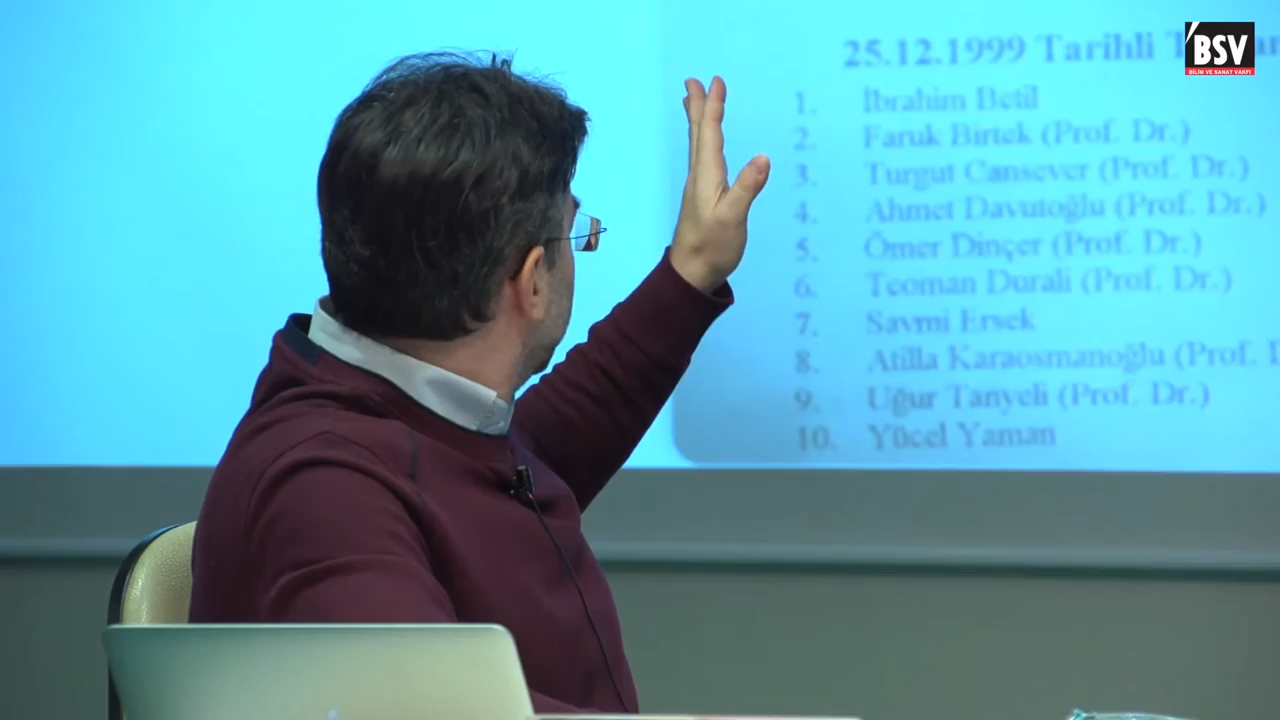 BSV
BİLİM VE SANAT VAKFI
25.12.1999 Tarihli
1. İbrahim Betil
2. Faruk Birtek (Prof. Dr.)
3. Turgut Cansever (Prof. Dr.)
4. Ahmet Davutoğlu (Prof. Dr.)
5. Ömer Dinçer (Prof. Dr.)
6. Teoman Durali (Prof. Dr.)
7. Savmi Ersek
8. Atilla Karaosmanoğlu (Prof.
9. Uğur Tanyeli (Prof. Dr.)
10. Yücel Yaman